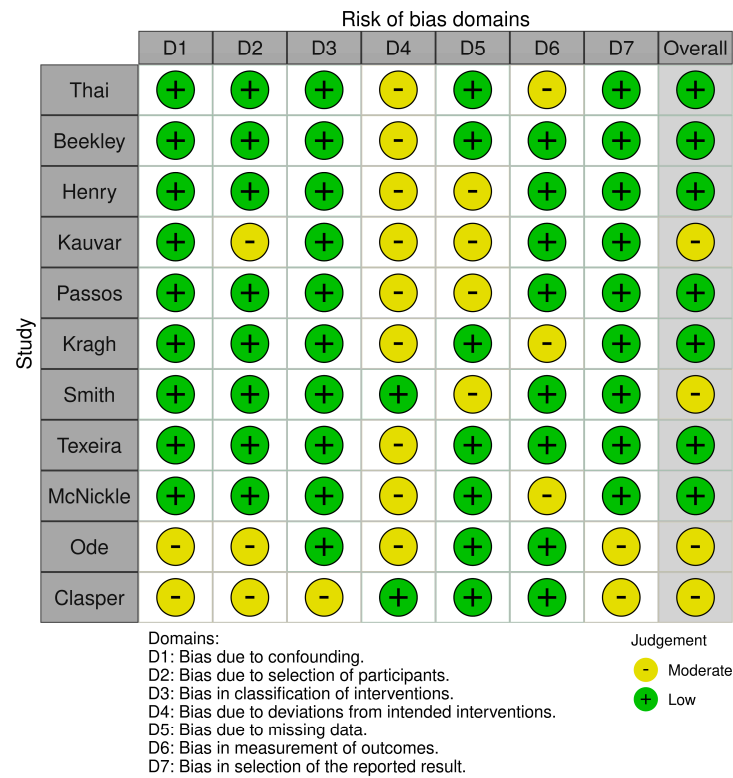 Risk of bias domains
D1 D2 D3 D4 D5 D6 D7 Overall
Study
Thai + + + - + - + +
Beekley + + + - + + + +
Henry + + + - - + + +
Kauvar + - + - - + + -
Passos + + + - - + + +
Kragh + + + - + - + +
Smith + + + + - + + -
Texeira + + + - + + + +
McNickle + + + - + - + +
Ode - - + - + + - -
Clasper - - - + + + - -
Domains:
D1: Bias due to confounding.
D2: Bias due to selection of participants.
D3: Bias in classification of interventions.
D4: Bias due to deviations from intended interventions.
D5: Bias due to missing data.
D6: Bias in measurement of outcomes.
D7: Bias in selection of the reported result.
Judgement
- Moderate
+ Low